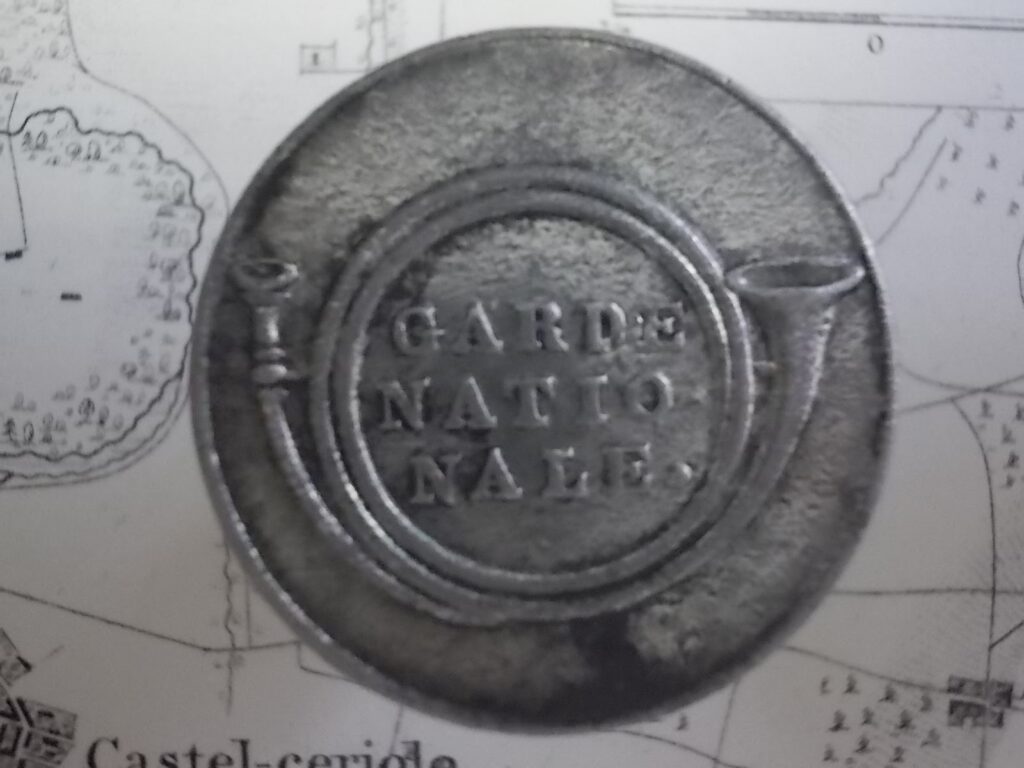 O
GARDE
NATIO-
NALE.
Castel-ceriolo